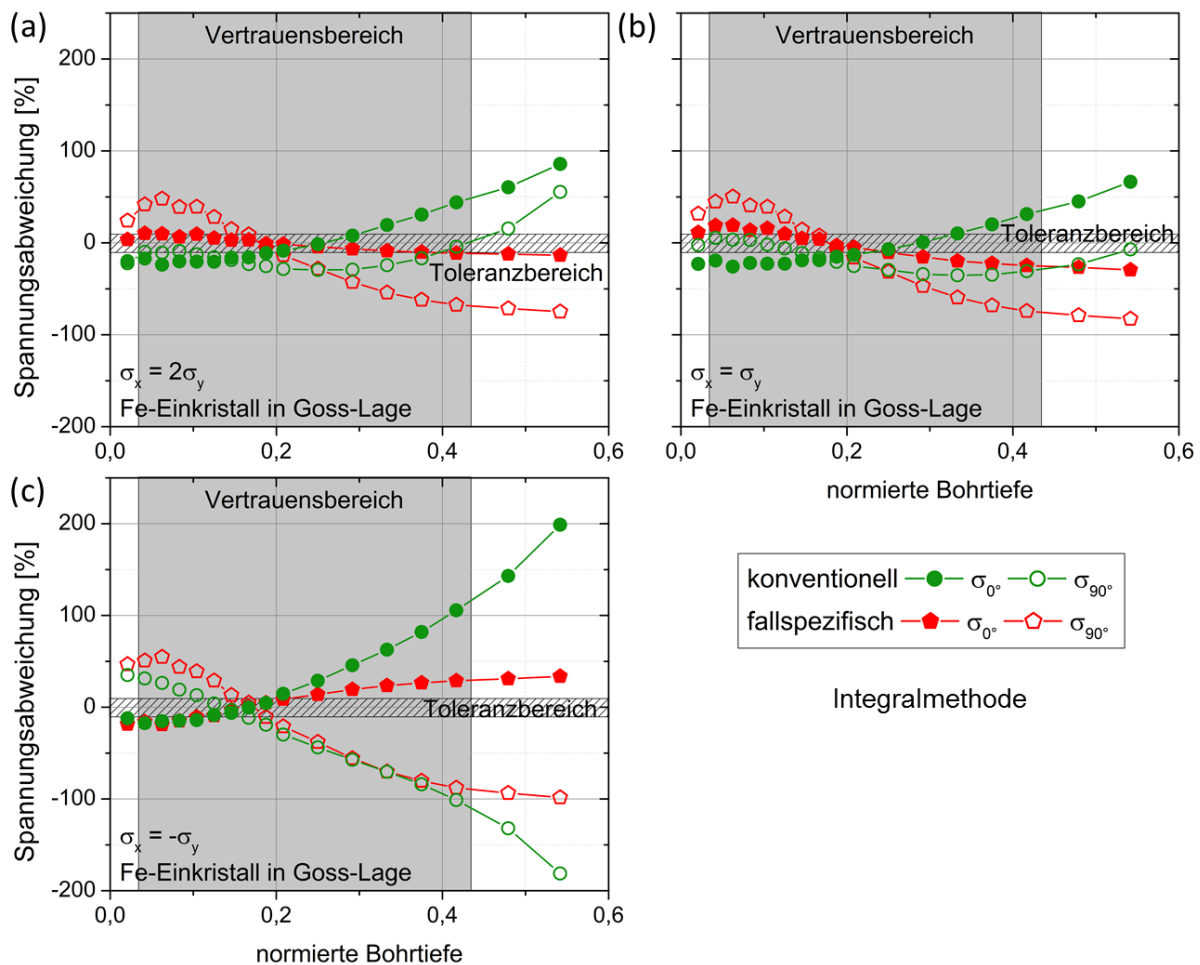 (a)
Vertrauensbereich
200
100
0
-100
-200
Spannungsabweichung [%]
Toleranzbereich
σx = 2σy
Fe-Einkristall in Goss-Lage
0,0
0,2
0,4
0,6
(b)
Vertrauensbereich
Toleranzbereich
σx = σy
Fe-Einkristall in Goss-Lage
0,0
0,2
0,4
0,6
normierte Bohrtiefe
(c)
Vertrauensbereich
200
100
0
-100
-200
Spannungsabweichung [%]
Toleranzbereich
σx = -σy
Fe-Einkristall in Goss-Lage
0,0
0,2
0,4
0,6
normierte Bohrtiefe
konventionell σ0° σ90°
fallspezifisch σ0° σ90°
Integralmethode